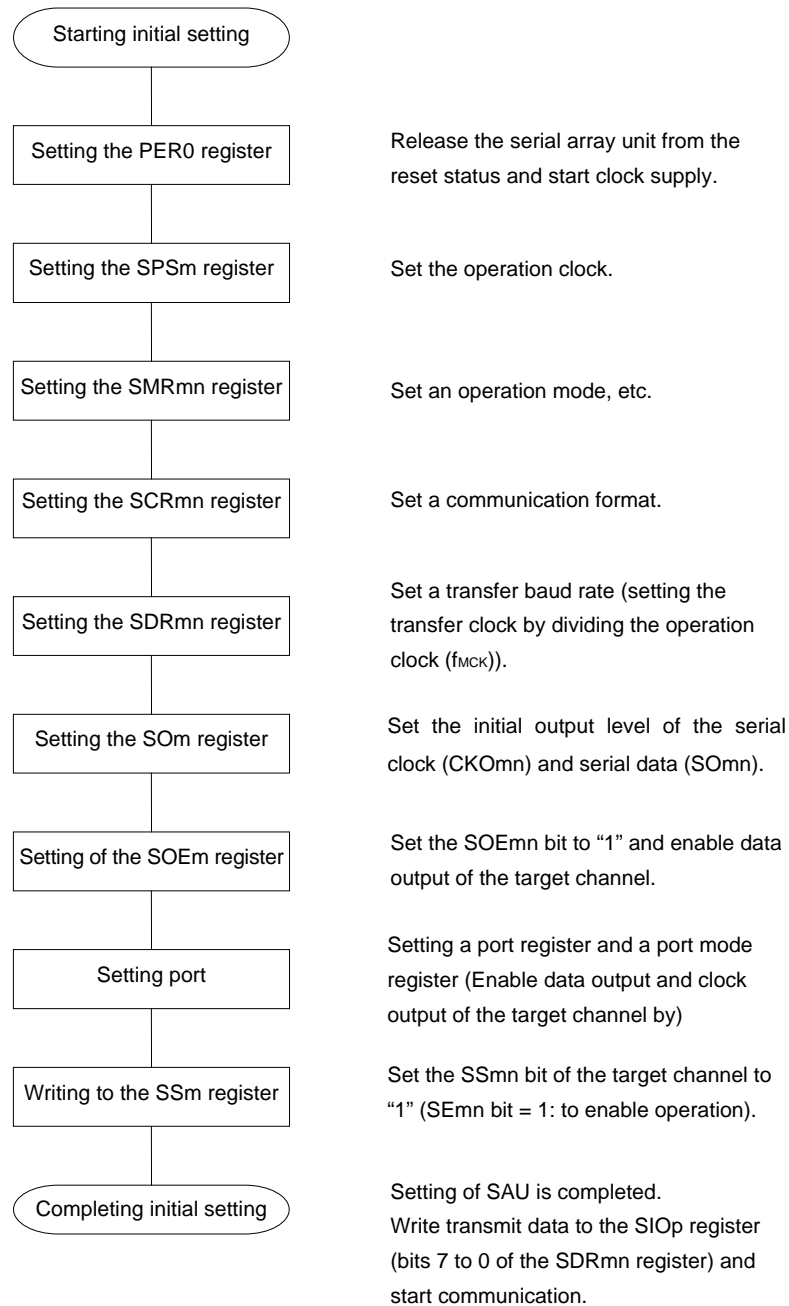 Starting initial setting
Setting the PER0 register
Release the serial array unit from the
reset status and start clock supply.
Setting the SPSm register
Set the operation clock.
Setting the SMRmn register
Set an operation mode, etc.
Setting the SCRmn register
Set a communication format.
Setting the SDRmn register
Set a transfer baud rate (setting the
transfer clock by dividing the operation
clock (fMCK)).
Setting the SOm register
Set the initial output level of the serial
clock (CKOmn) and serial data (SOmn).
Setting of the SOEm register
Set the SOEmn bit to “1” and enable data
output of the target channel.
Setting port
Setting a port register and a port mode
register (Enable data output and clock
output of the target channel by)
Writing to the SSm register
Set the SSmn bit of the target channel to
“1” (SEmn bit = 1: to enable operation).
Completing initial setting
Setting of SAU is completed.
Write transmit data to the SIOp register
(bits 7 to 0 of the SDRmn register) and
start communication.